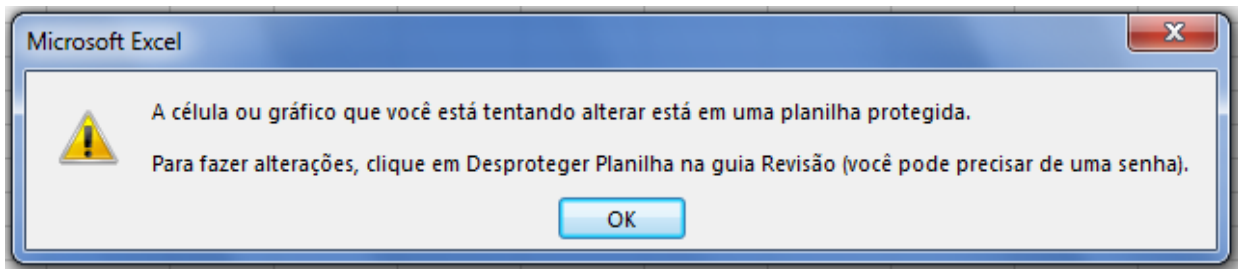 Microsoft Excel
A célula ou gráfico que você está tentando alterar está em uma planilha protegida.
Para fazer alterações, clique em Desproteger Planilha na guia Revisão (você pode precisar de uma senha).
OK